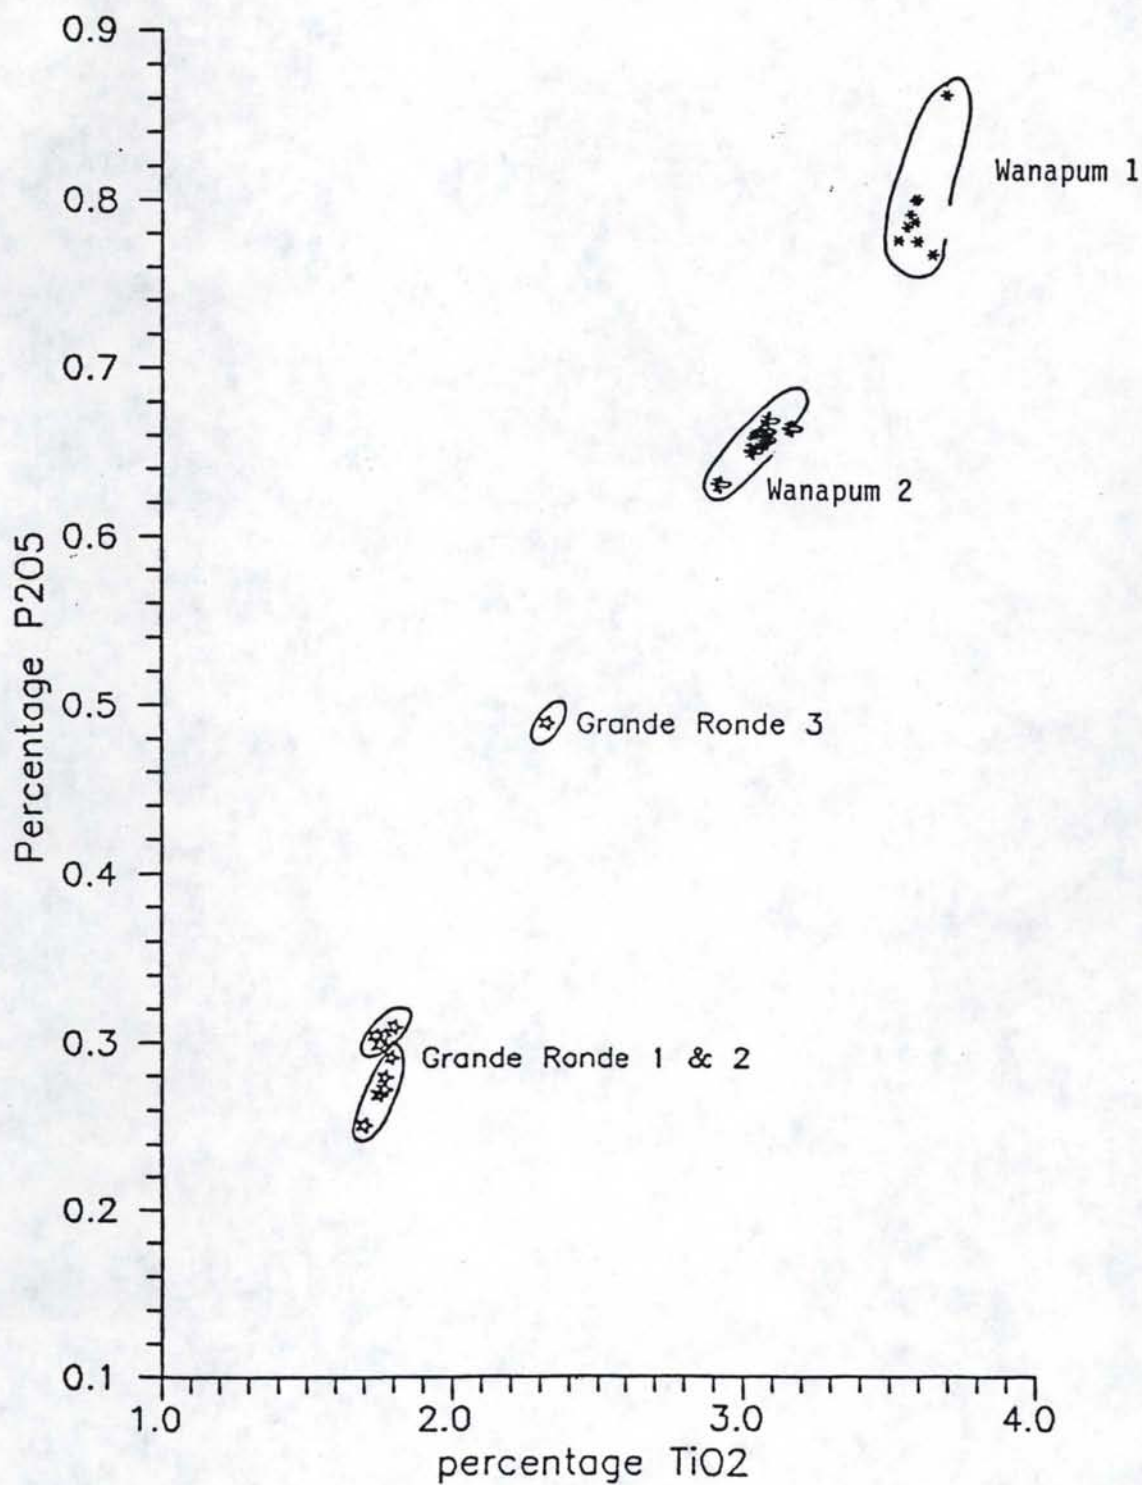 0.9
0.8
0.7
0.6
0.5
0.4
0.3
0.2
0.1
Percentage P2O5
Wanapum 1
Wanapum 2
Grande Ronde 3
Grande Ronde 1 & 2
1.0 2.0 3.0 4.0
percentage TiO2